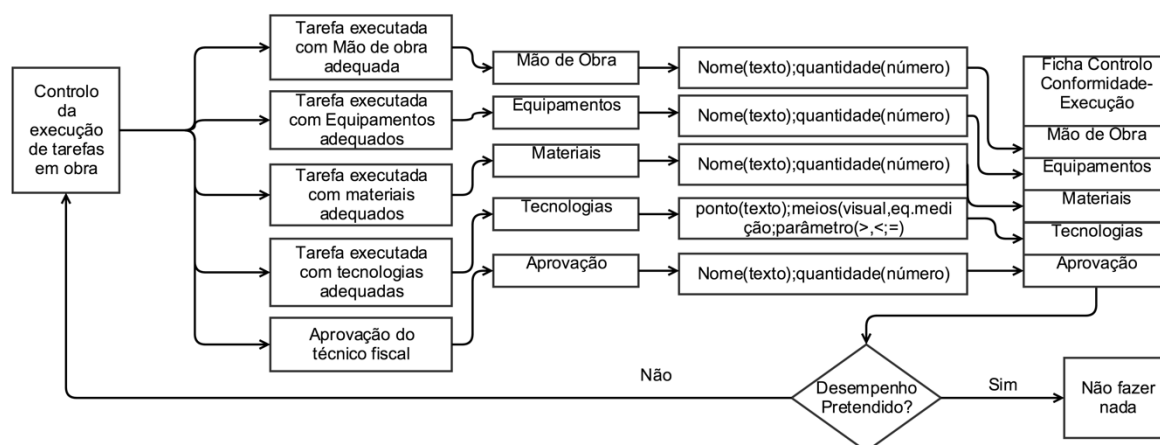 Controlo
da
execução
de tarefas
em obra
Tarefa executada
com Mão de obra
adequada
Tarefa executada
com Equipamentos
adequados
Tarefa executada
com materiais
adequados
Tarefa executada
com tecnologias
adequadas
Aprovação do
técnico fiscal
Mão de Obra
Equipamentos
Materiais
Tecnologias
Aprovação
Nome(texto);quantidade(número)
Nome(texto);quantidade(número)
Nome(texto);quantidade(número)
ponto(texto);meios(visual,eq.medi
ção;parâmetro(>,<;=)
Nome(texto);quantidade(número)
Ficha Controlo
Conformidade-
Execução
Mão de Obra
Equipamentos
Materiais
Tecnologias
Aprovação
Desempenho
Pretendido?
Não
Sim
Não fazer
nada